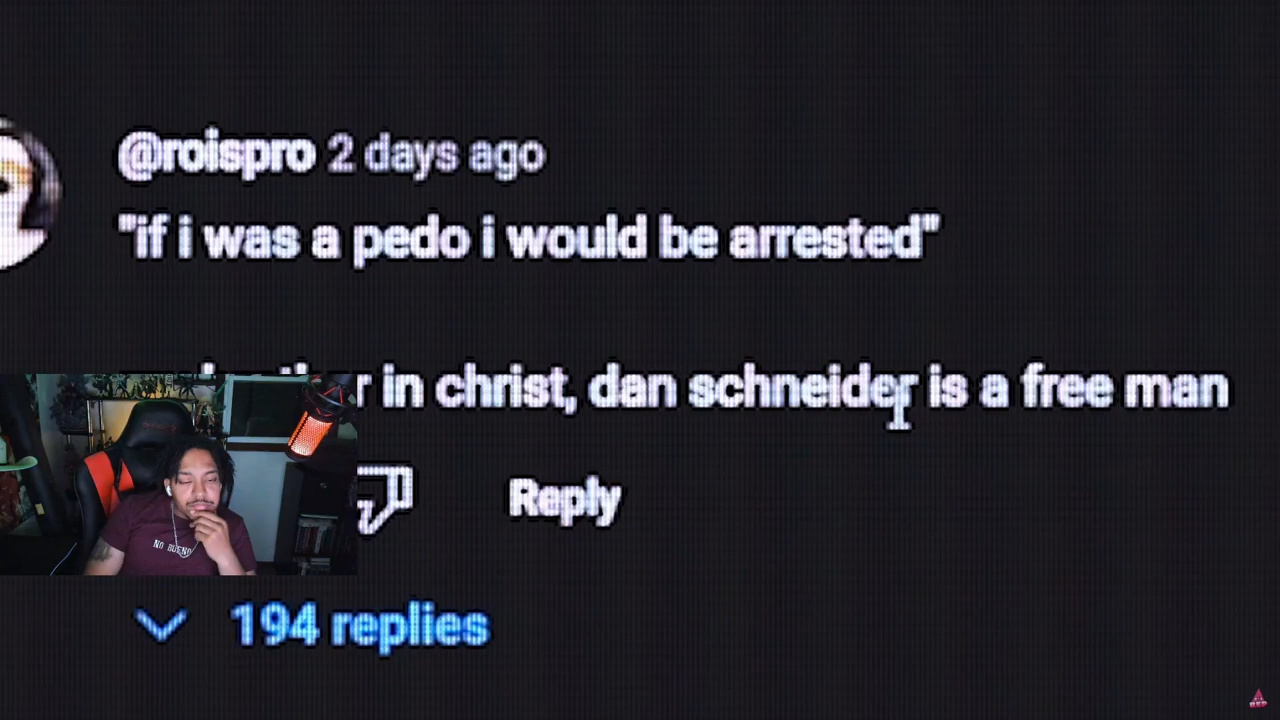 @roispro 2 days ago
"if i was a pedo i would be arrested"
in christ, dan schneider is a free man
Reply
NO BUENO
194 replies